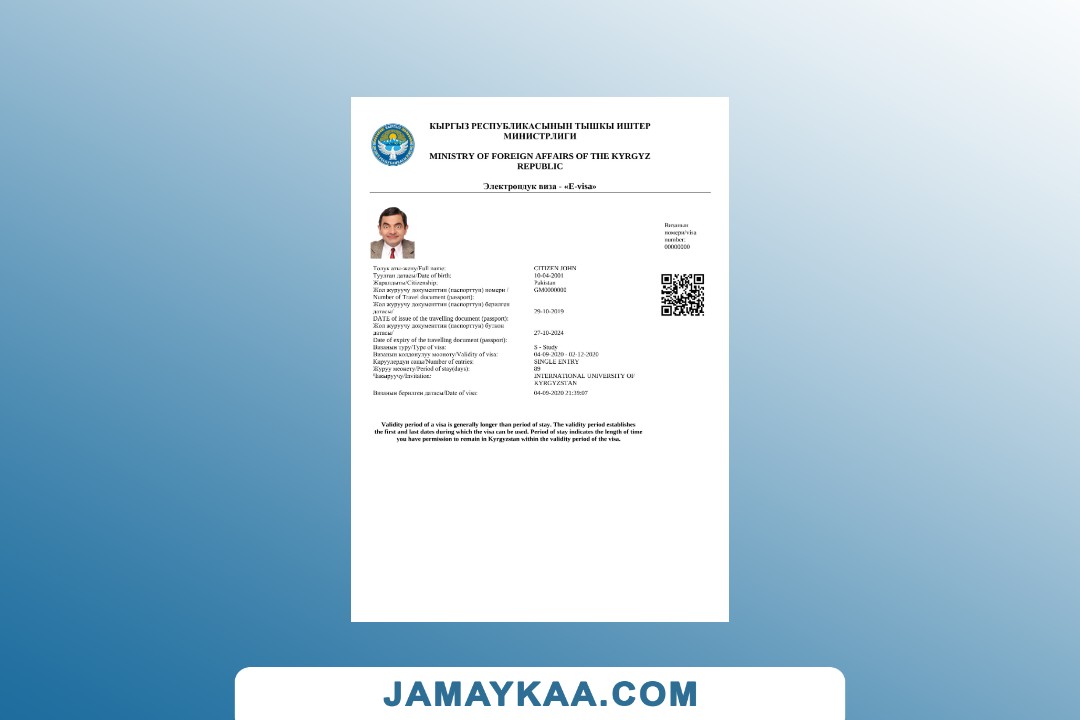 КЫРГЫЗ РЕСПУБЛИКАСЫНЫН ТЫШКЫ ИШТЕР
МИНИСТРЛИГИ
MINISTRY OF FOREIGN AFFAIRS OF THE KYRGYZ
REPUBLIC
Электрондук виза - «E-visa»
Визанын
номери/visa
number:
00000000
Толук аты-жөнү/Full name: CITIZEN JOHN
Туулган датасы/Date of birth: 10-04-2001
Жарандыгы/Citizenship: Pakistan
Жол жүрүүчү документтин (паспорттун) номери / GM0000000
Number of Travel document (passport):
Жол жүрүүчү документтин (паспорттун) берилген
датасы/ 29-10-2019
DATE of issue of the travelling document (passport):
Жол жүрүүчү документтин (паспорттун) бүткөн
датасы/ 27-10-2024
Date of expiry of the travelling document (passport):
Визанын түрү/Type of visa: S - Study
Визанын колдонулуу мөөнөтү/Validity of visa: 04-09-2020 - 02-12-2020
Кирүүлөрдүн саны/Number of entries: SINGLE ENTRY
Жүрүү мөөнөтү/Period of stay(days): 89
Чакыруучу/Invitation: INTERNATIONAL UNIVERSITY OF
KYRGYZSTAN
Визанын берилген датасы/Date of visa: 04-09-2020 21:39:07
Validity period of a visa is generally longer than period of stay. The validity period establishes
the first and last dates during which the visa can be used. Period of stay indicates the length of time
you have permission to remain in Kyrgyzstan within the validity period of the visa.
JAMAYKAA.COM